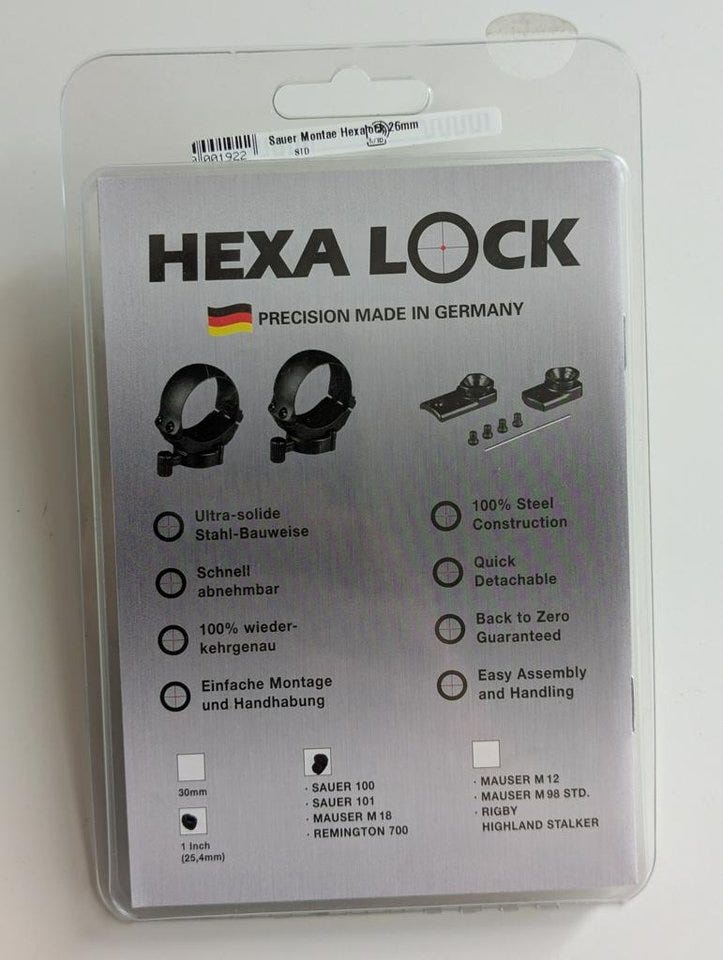 Sauer Montae Hexalock 26mm
001922
SID
HEXA LOCK
PRECISION MADE IN GERMANY
Ultra-solide
Stahl-Bauweise
Schnell
abnehmbar
100% wieder-
kehrgenau
Einfache Montage
und Handhabung
100% Steel
Construction
Quick
Detachable
Back to Zero
Guaranteed
Easy Assembly
and Handling
30mm
1 Inch
(25,4mm)
· SAUER 100
· SAUER 101
· MAUSER M 18
· REMINGTON 700
· MAUSER M 12
· MAUSER M 98 STD.
· RIGBY
HIGHLAND STALKER